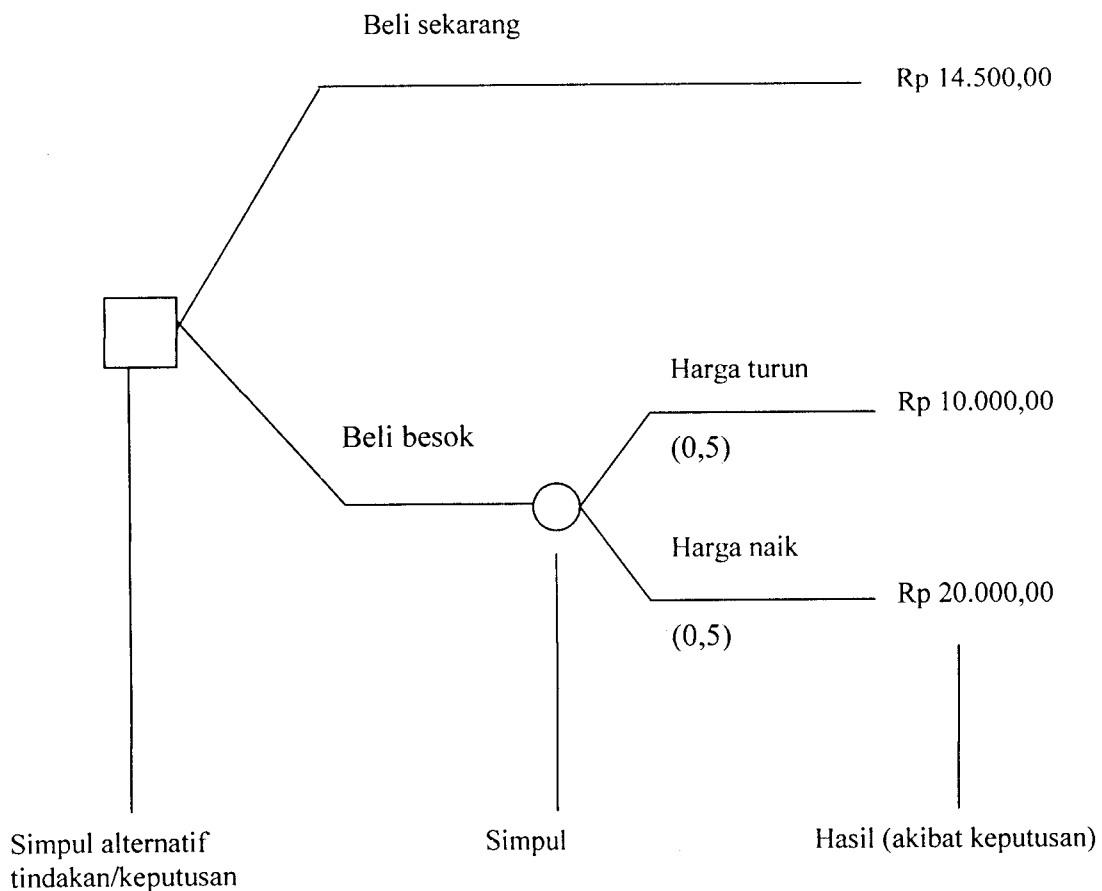 Beli sekarang
Rp 14.500,00
Harga turun
Rp 10.000,00
Beli besok
(0,5)
Harga naik
Rp 20.000,00
(0,5)
Simpul alternatif
tindakan/keputusan
Simpul
Hasil (akibat keputusan)